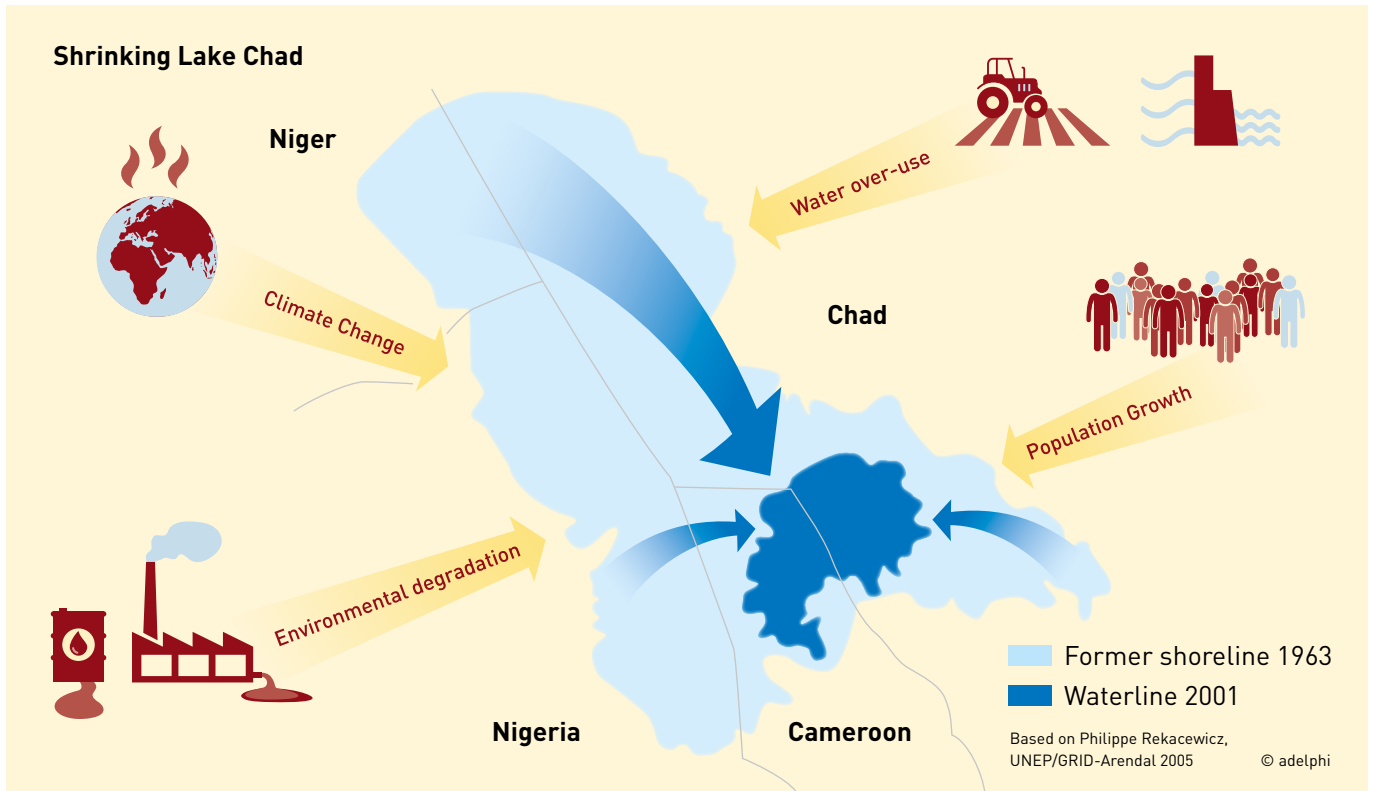 Shrinking Lake Chad
Niger
Water over-use
Climate Change
Chad
Population Growth
Environmental degradation
Nigeria
Cameroon
Former shoreline 1963
Waterline 2001
Based on Philippe Rekacewicz,
UNEP/GRID-Arendal 2005
© adelphi